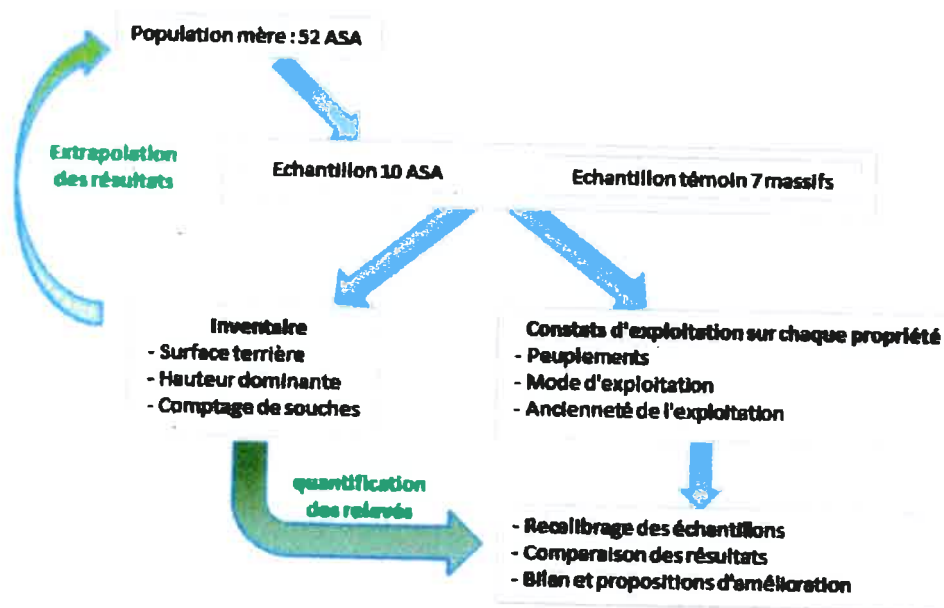 Population mère : 52 ASA
Extrapolation
des résultats
Echantillon 10 ASA
Echantillon témoin 7 massifs
Inventaire
- Surface terrière
- Hauteur dominante
- Comptage de souches
Constats d'exploitation sur chaque propriété
- Peuplements
- Mode d'exploitation
- Ancienneté de l'exploitation
quantification
des relevés
- Recalibrage des échantillons
- Comparaison des résultats
- Bilan et propositions d'amélioration